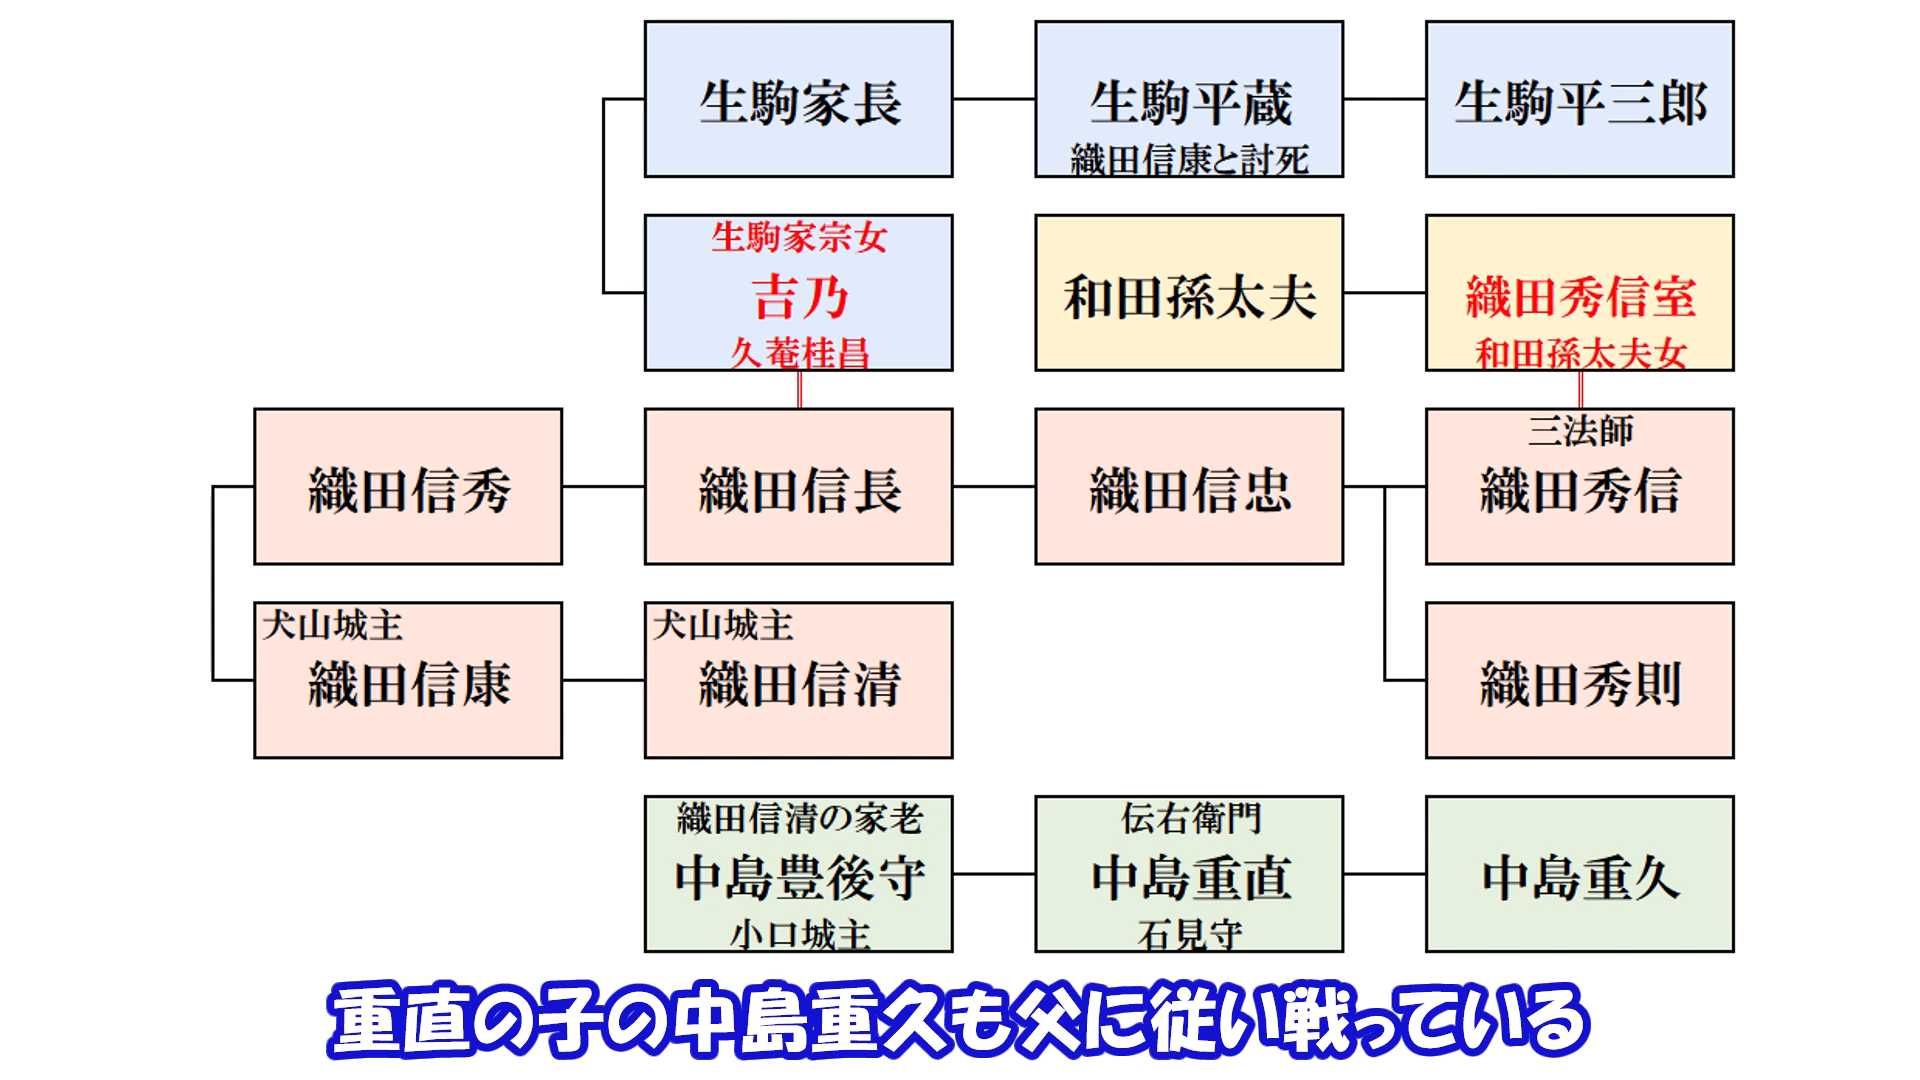 生駒家長
生駒平蔵
織田信康と討死
生駒平三郎
生駒家宗女
吉乃
久菴桂昌
和田孫太夫
織田秀信室
和田孫太夫女
織田信秀
織田信長
織田信忠
三法師
織田秀信
犬山城主
織田信康
犬山城主
織田信清
織田秀則
織田信清の家老
中島豊後守
小口城主
伝右衛門
中島重直
石見守
中島重久
重直の子の中島重久も父に従い戦っている